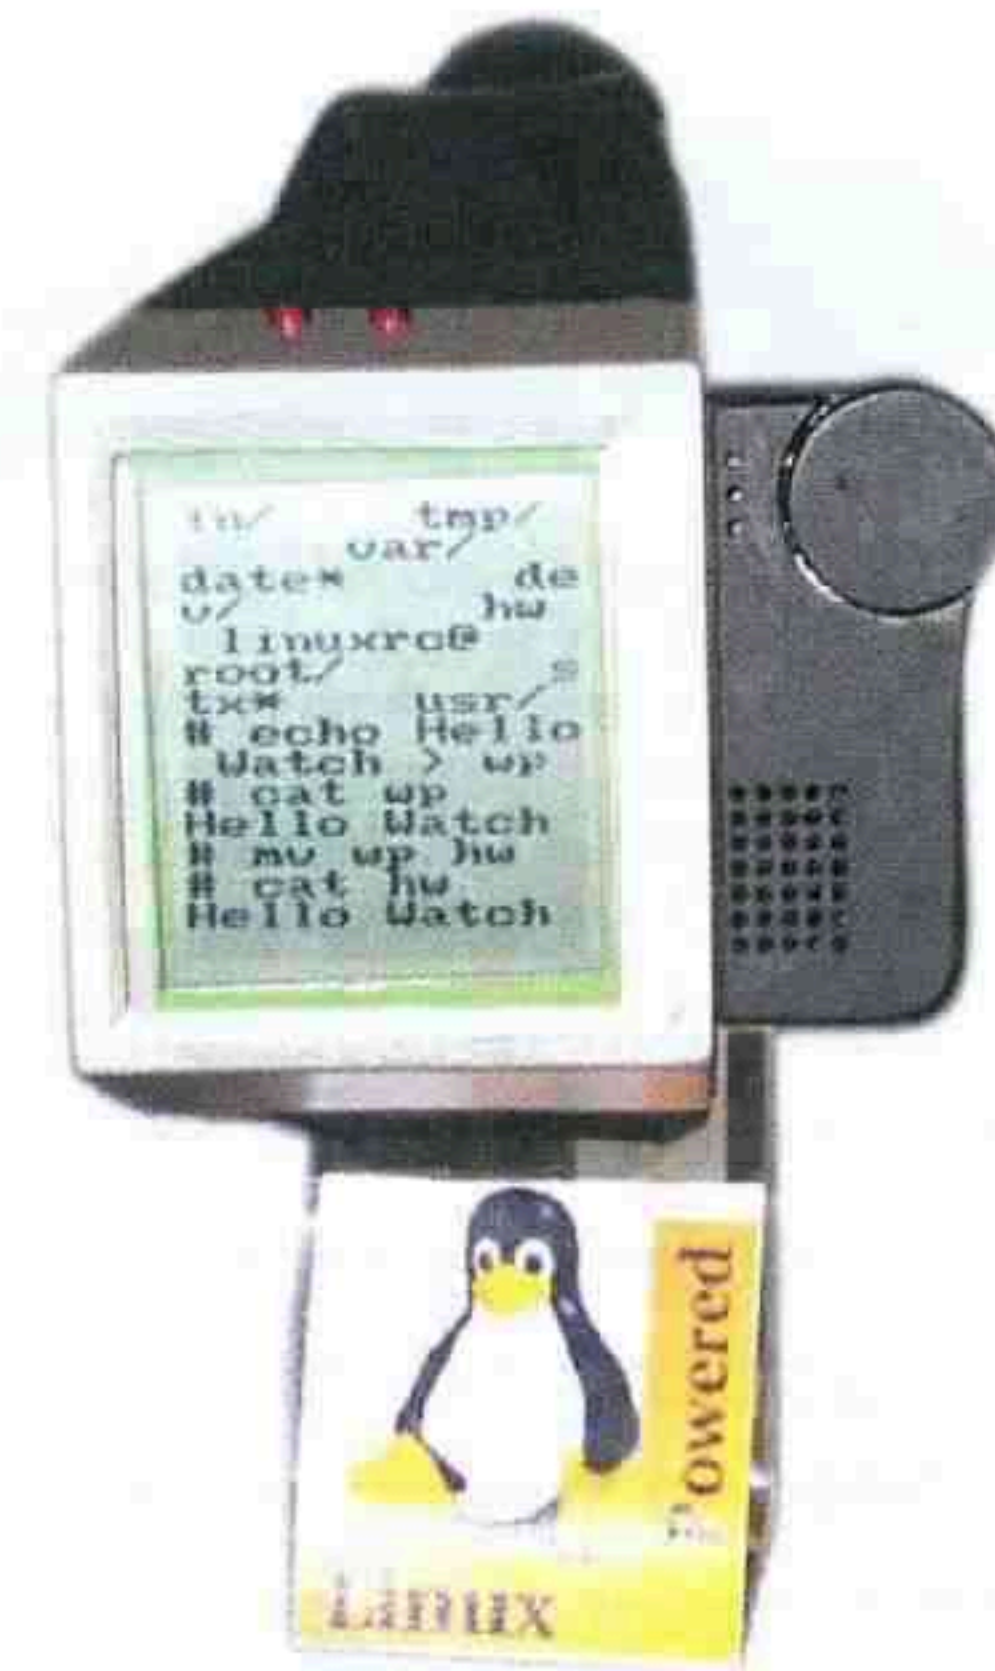 tmp/
var/
date* de
v/ hw
linuxrc@
root/ s
tx* usr/
# echo Hello
Watch > wp
# cat wp
Hello Watch
# mv wp hw
# cat hw
Hello Watch
Powered
Linux